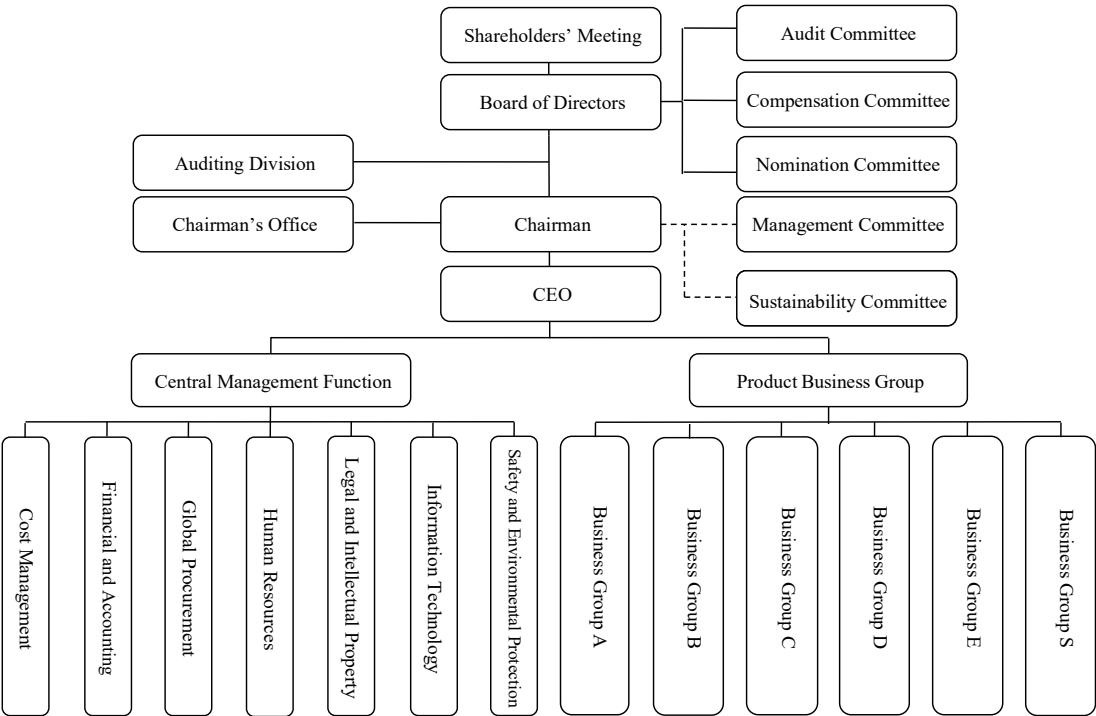 Shareholders’ Meeting
Audit Committee
Board of Directors
Compensation Committee
Auditing Division
Nomination Committee
Chairman’s Office
Chairman
Management Committee
CEO
Sustainability Committee
Central Management Function
Product Business Group
Cost Management
Financial and Accounting
Global Procurement
Human Resources
Legal and Intellectual Property
Information Technology
Safety and Environmental Protection
Business Group A
Business Group B
Business Group C
Business Group D
Business Group E
Business Group S